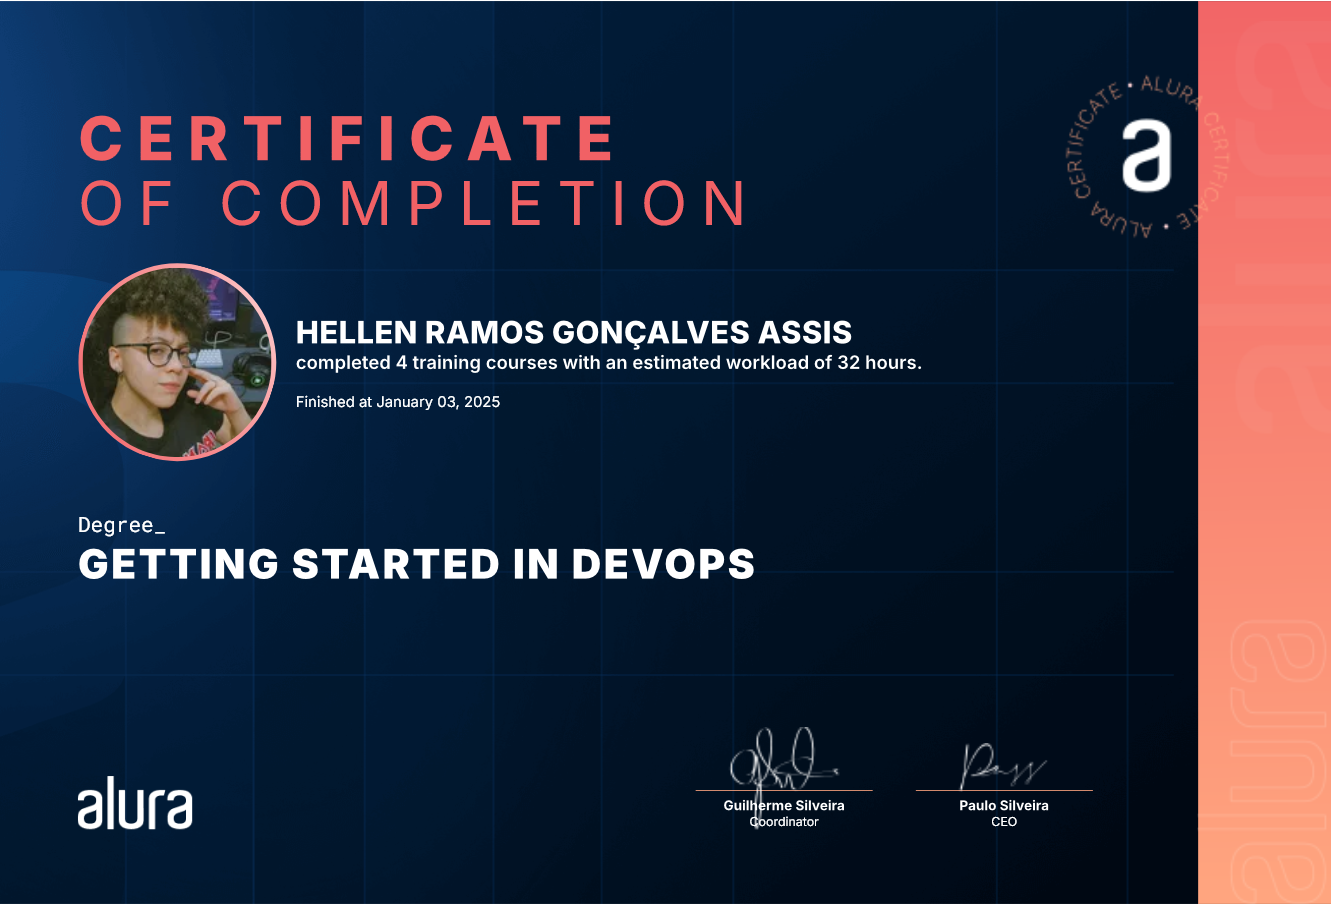 CERTIFICATE
OF COMPLETION
ALURA CERTIFICATE • ALURA CERTIFICATE •
a
HELLEN RAMOS GONÇALVES ASSIS
completed 4 training courses with an estimated workload of 32 hours.
Finished at January 03, 2025
Degree_
GETTING STARTED IN DEVOPS
alura
Guilherme Silveira
Coordinator
Paulo Silveira
CEO
alura
alura
alura